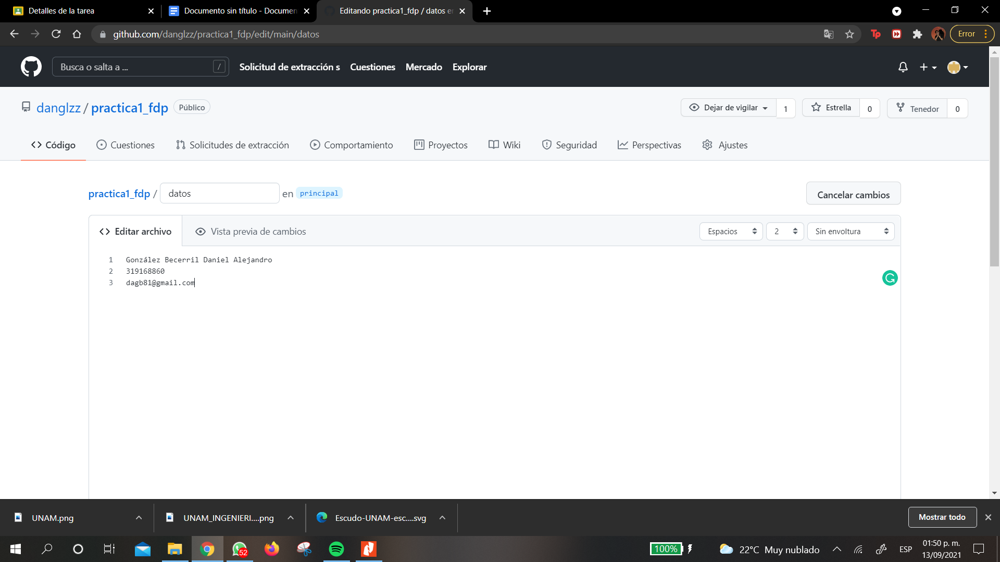 Detalles de la tarea
Documento sin título - Documen
Editando practica1_fdp / datos en
github.com/danglzz/practica1_fdp/edit/main/datos
Tp
Error
Busca o salta a ...
/
Solicitud de extracción s
Cuestiones
Mercado
Explorar
danglzz / practica1_fdp
Público
Dejar de vigilar
1
Estrella
0
Tenedor
0
Código
Cuestiones
Solicitudes de extracción
Comportamiento
Proyectos
Wiki
Seguridad
Perspectivas
Ajustes
practica1_fdp / datos en principal
Cancelar cambios
Editar archivo
Vista previa de cambios
Espacios
2
Sin envoltura
1 González Becerril Daniel Alejandro
2 319168860
3 dagb81@gmail.com
UNAM.png
UNAM_INGENIERI....png
Escudo-UNAM-esc....svg
Mostrar todo
52
100%
22°C Muy nublado
ESP
01:50 p. m.
13/09/2021